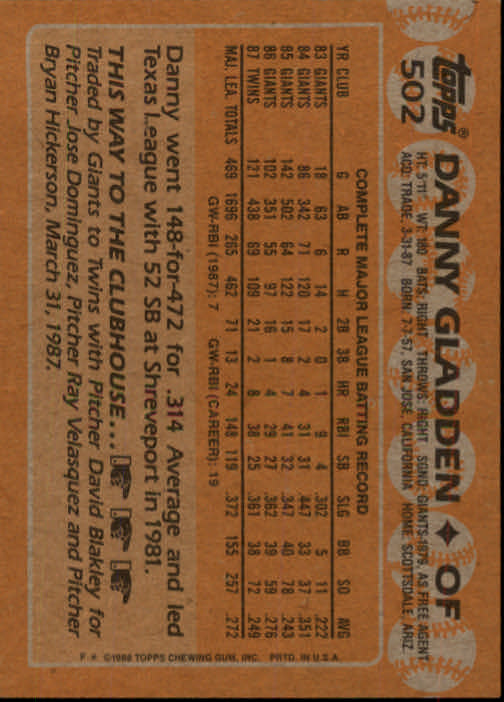 topps®
502
DANNY GLADDEN ✦ OF
HT: 5'11 WT: 180 BATS: RIGHT THROWS: RIGHT SGND: GIANTS-1979, AS FREE AGENT
ACQ: TRADE, 3-31-87 BORN: 7-7-57, SAN JOSE, CALIFORNIA HOME: SCOTTSDALE, ARIZ.
COMPLETE MAJOR LEAGUE BATTING RECORD
YR CLUB G AB R H 2B 3B HR RBI SB SLG BB SO AVG
83 GIANTS 18 63 6 14 2 0 1 9 4 .302 5 11 .222
84 GIANTS 86 342 71 120 17 2 4 31 31 .447 33 37 .351
85 GIANTS 142 502 64 122 15 8 7 41 32 .347 40 78 .243
86 GIANTS 102 351 55 97 16 1 4 29 27 .362 39 59 .276
87 TWINS 121 438 69 109 21 2 8 38 25 .361 38 72 .249
MAJ. LEA. TOTALS 469 1696 265 462 71 13 24 148 119 .372 155 257 .272
GW-RBI (1987): 7 GW-RBI (CAREER): 19
Danny went 148-for-472 for .314 Average and led
Texas League with 52 SB at Shreveport in 1981.
THIS WAY TO THE CLUBHOUSE...
Traded by Giants to Twins with Pitcher David Blakley for
Pitcher Jose Dominguez, Pitcher Ray Velasquez and Pitcher
Bryan Hickerson, March 31, 1987.
F * ©1988 TOPPS CHEWING GUM, INC. PRTD. IN U.S.A.